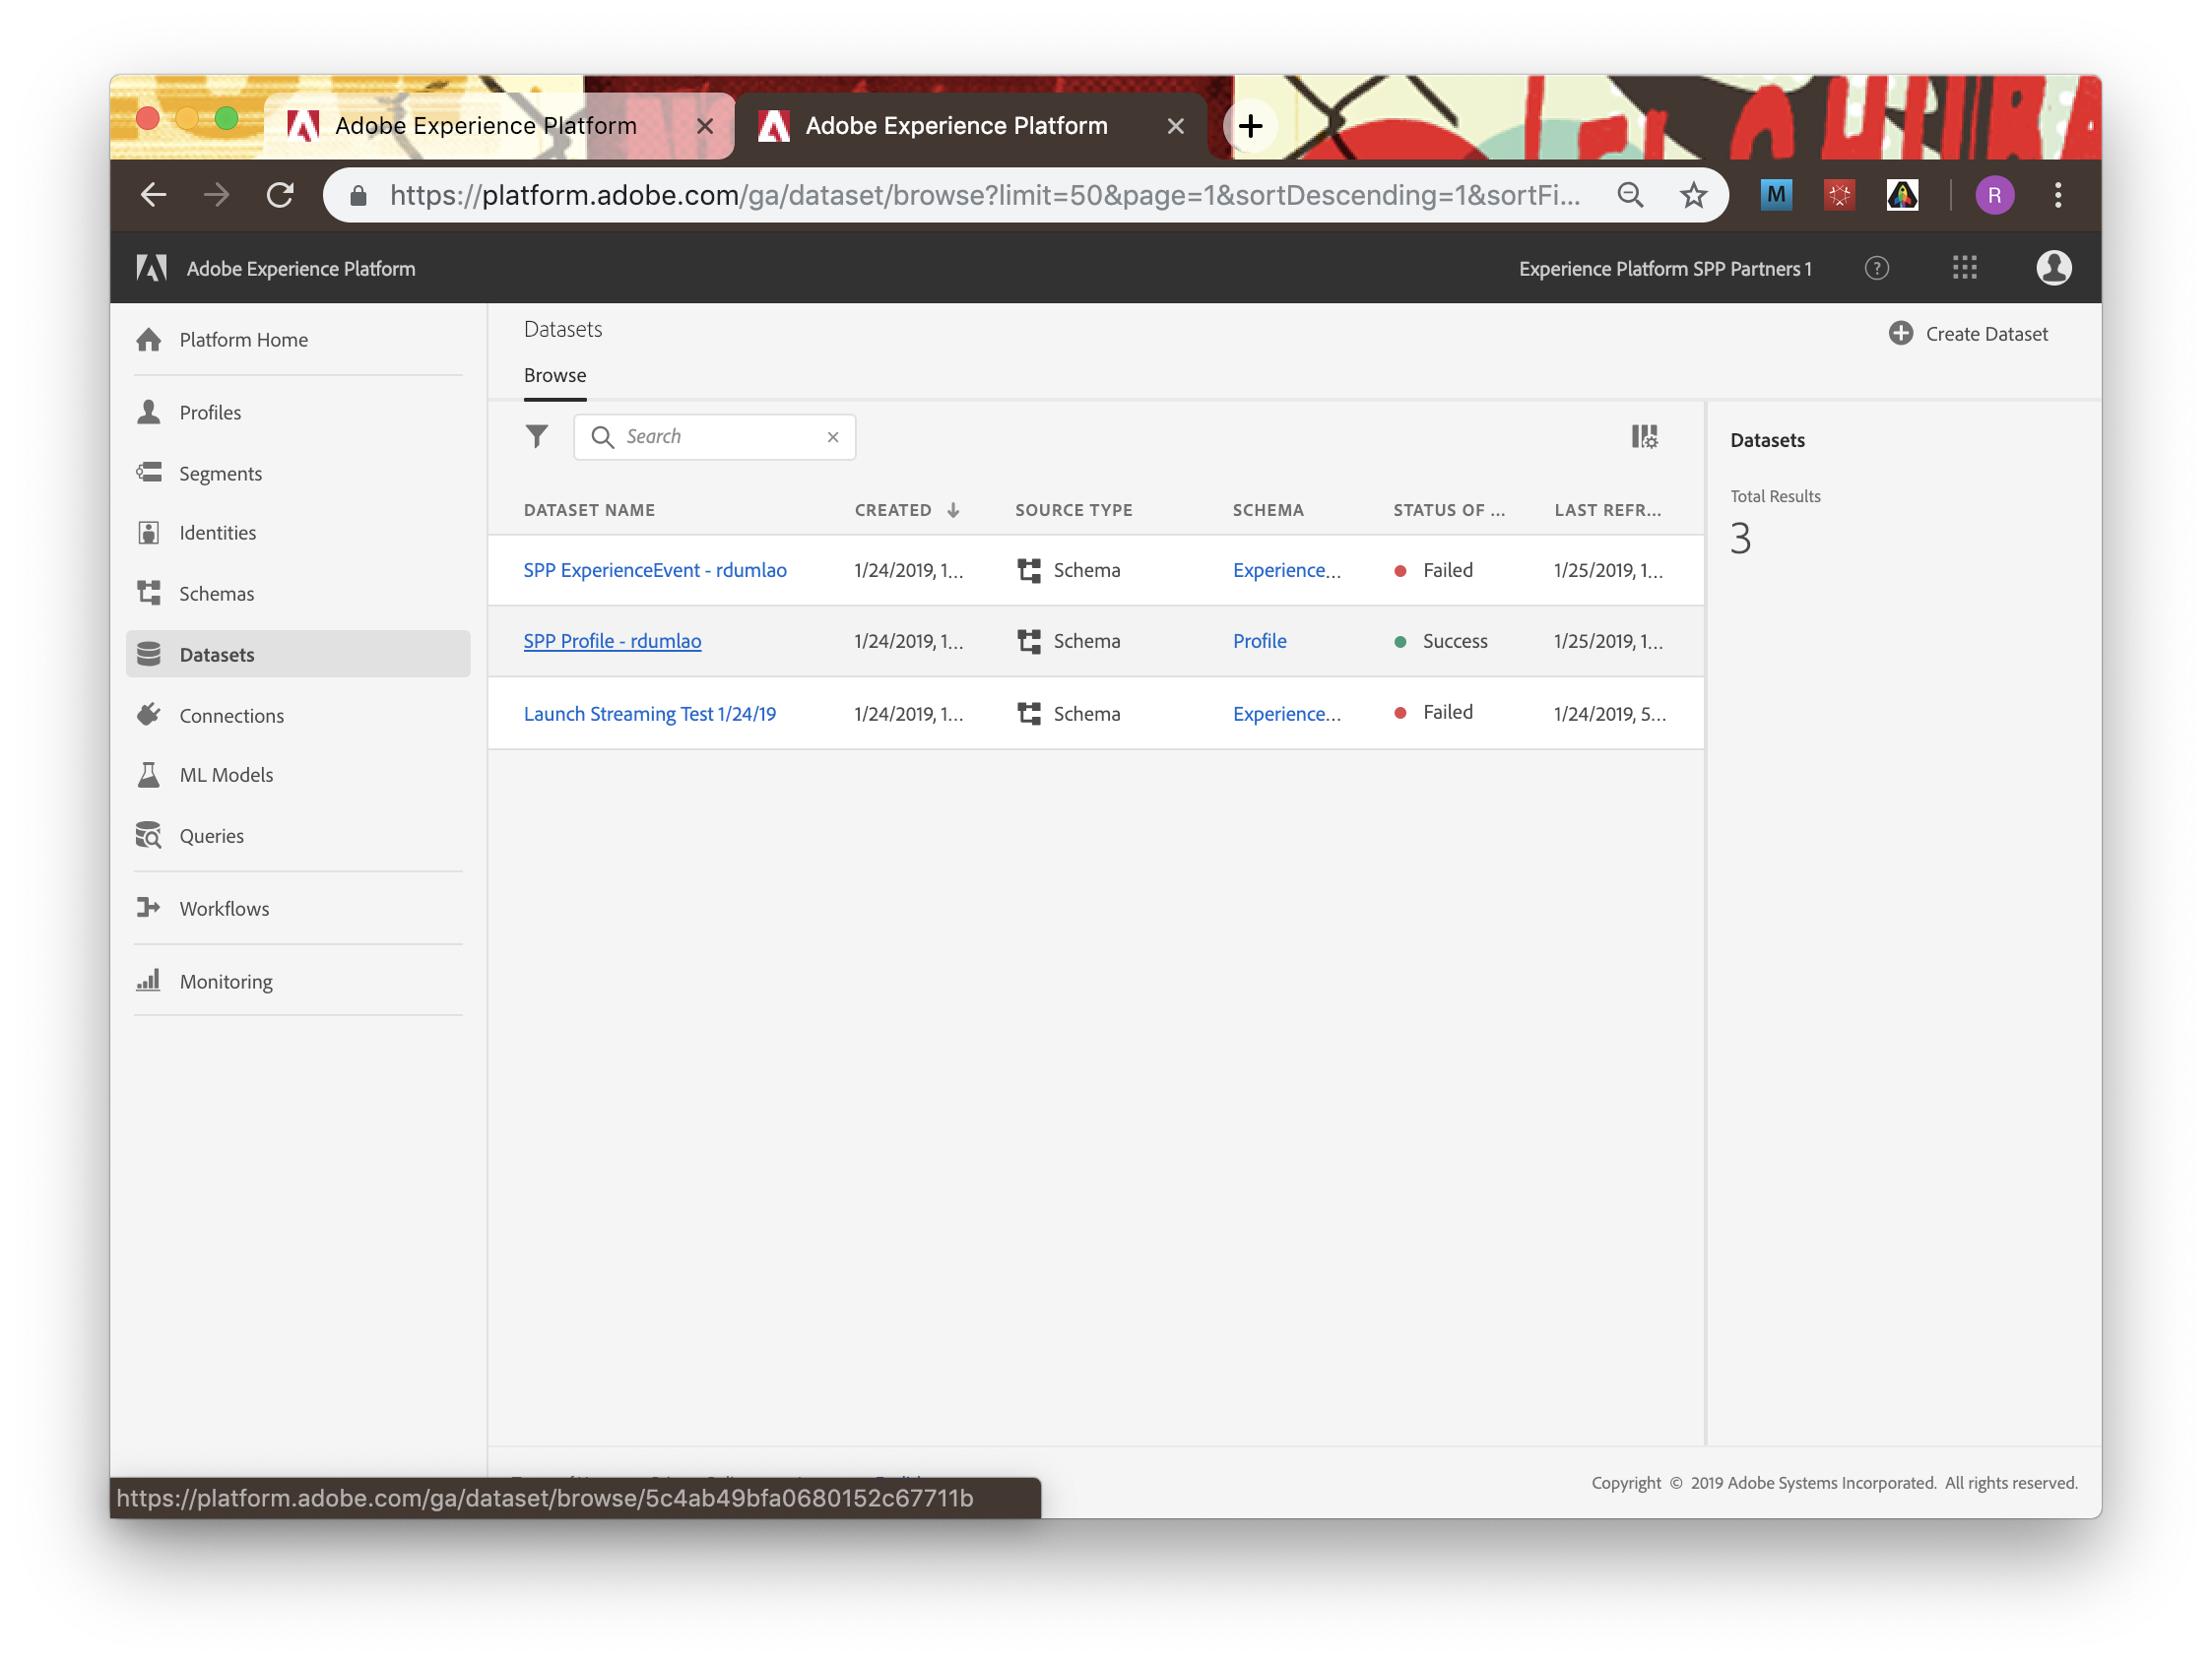 Adobe Experience Platform
Adobe Experience Platform
https://platform.adobe.com/ga/dataset/browse?limit=50&page=1&sortDescending=1&sortFi...
M
R
Adobe Experience Platform
Experience Platform SPP Partners 1
?
Platform Home
Profiles
Segments
Identities
Schemas
Datasets
Connections
ML Models
Queries
Workflows
Monitoring
Datasets
Create Dataset
Browse
Search
DATASET NAME CREATED SOURCE TYPE SCHEMA STATUS OF ... LAST REFR...
SPP ExperienceEvent - rdumlao 1/24/2019, 1... Schema Experience... Failed 1/25/2019, 1...
SPP Profile - rdumlao 1/24/2019, 1... Schema Profile Success 1/25/2019, 1...
Launch Streaming Test 1/24/19 1/24/2019, 1... Schema Experience... Failed 1/24/2019, 5...
Datasets
Total Results
3
Copyright © 2019 Adobe Systems Incorporated. All rights reserved.
https://platform.adobe.com/ga/dataset/browse/5c4ab49bfa0680152c67711b